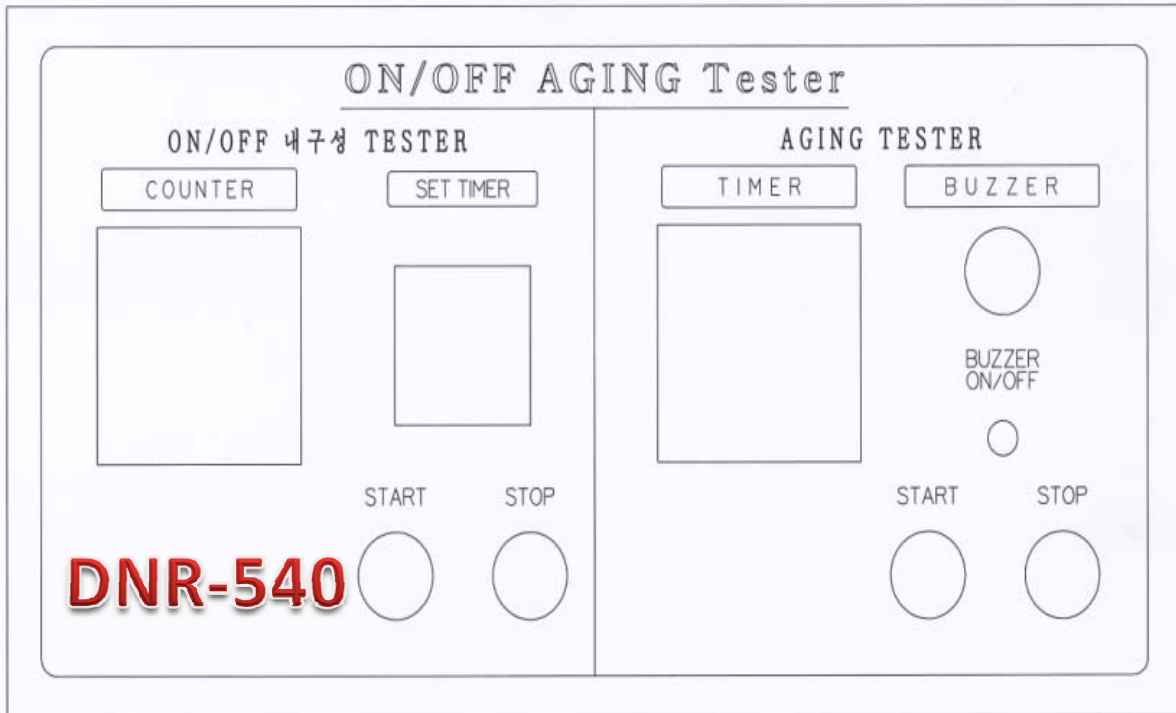 ON/OFF AGING Tester
ON/OFF 내구성 TESTER
COUNTER
SET TIMER
START
STOP
DNR-540
AGING TESTER
TIMER
BUZZER
BUZZER
ON/OFF
START
STOP